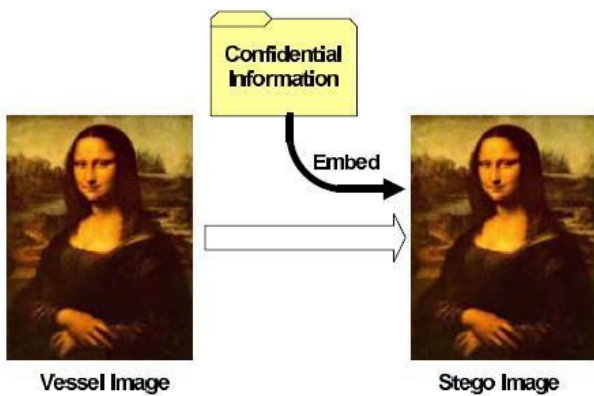 Confidential
Information
Embed
Vessel Image
Stego Image